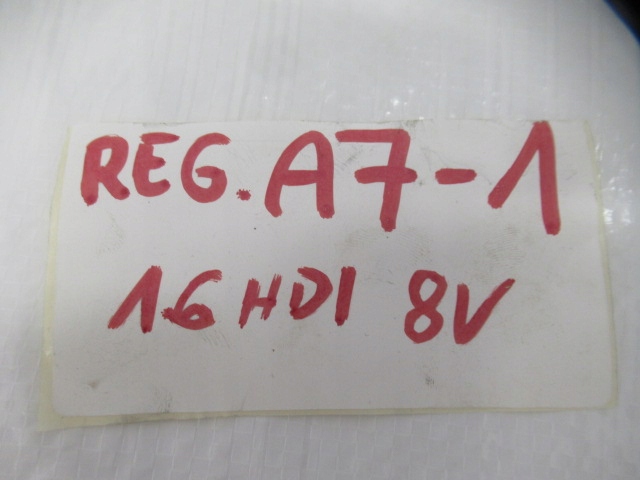 REG. A7-1
1.6 HDI 8V